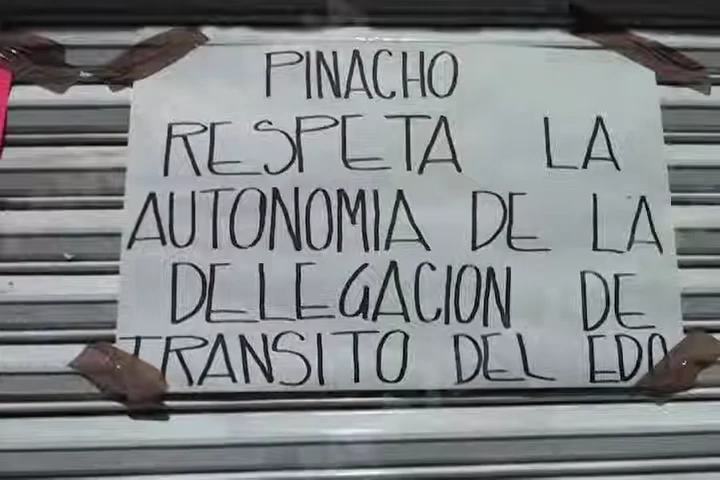 PINACHO
RESPETA LA
AUTONOMIA DE LA
DELEGACION DE
TRANSITO DEL EDO